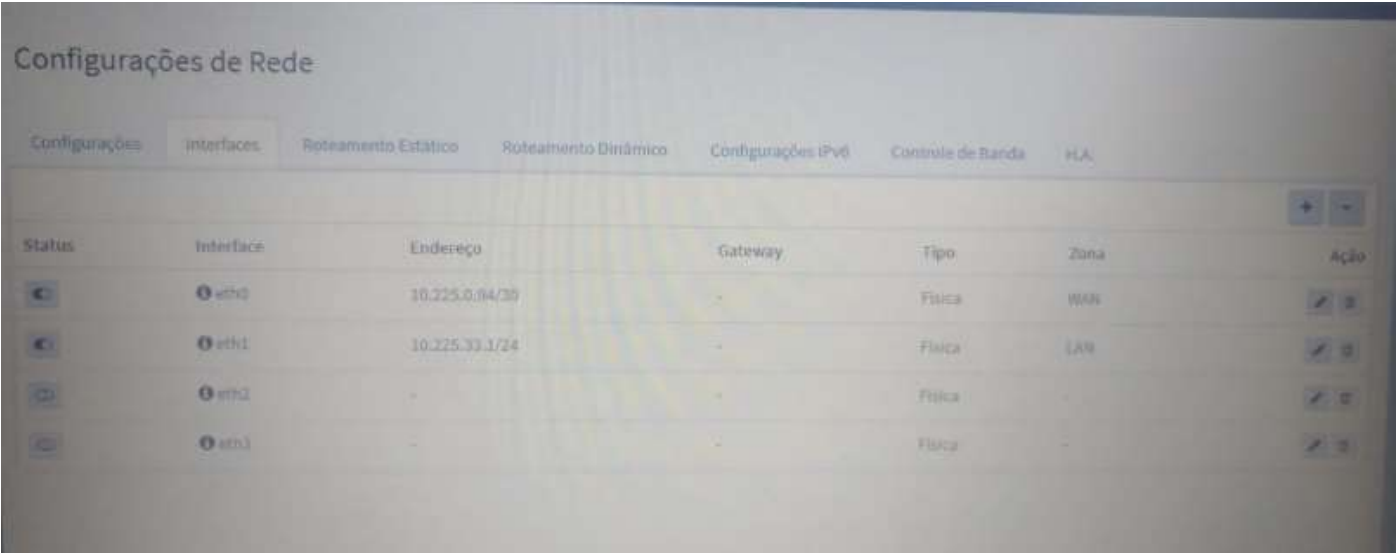 Configurações de Rede
Configurações Interfaces Roteamento Estático Roteamento Dinâmico Configurações IPv6 Controle de Banda H.A.
+ -
Status Interface Endereço Gateway Tipo Zona Ação
eth0 10.225.0.94/30 - Física WAN
eth1 10.225.33.1/24 - Física LAN
eth2 - - Física -
eth3 - - Física -